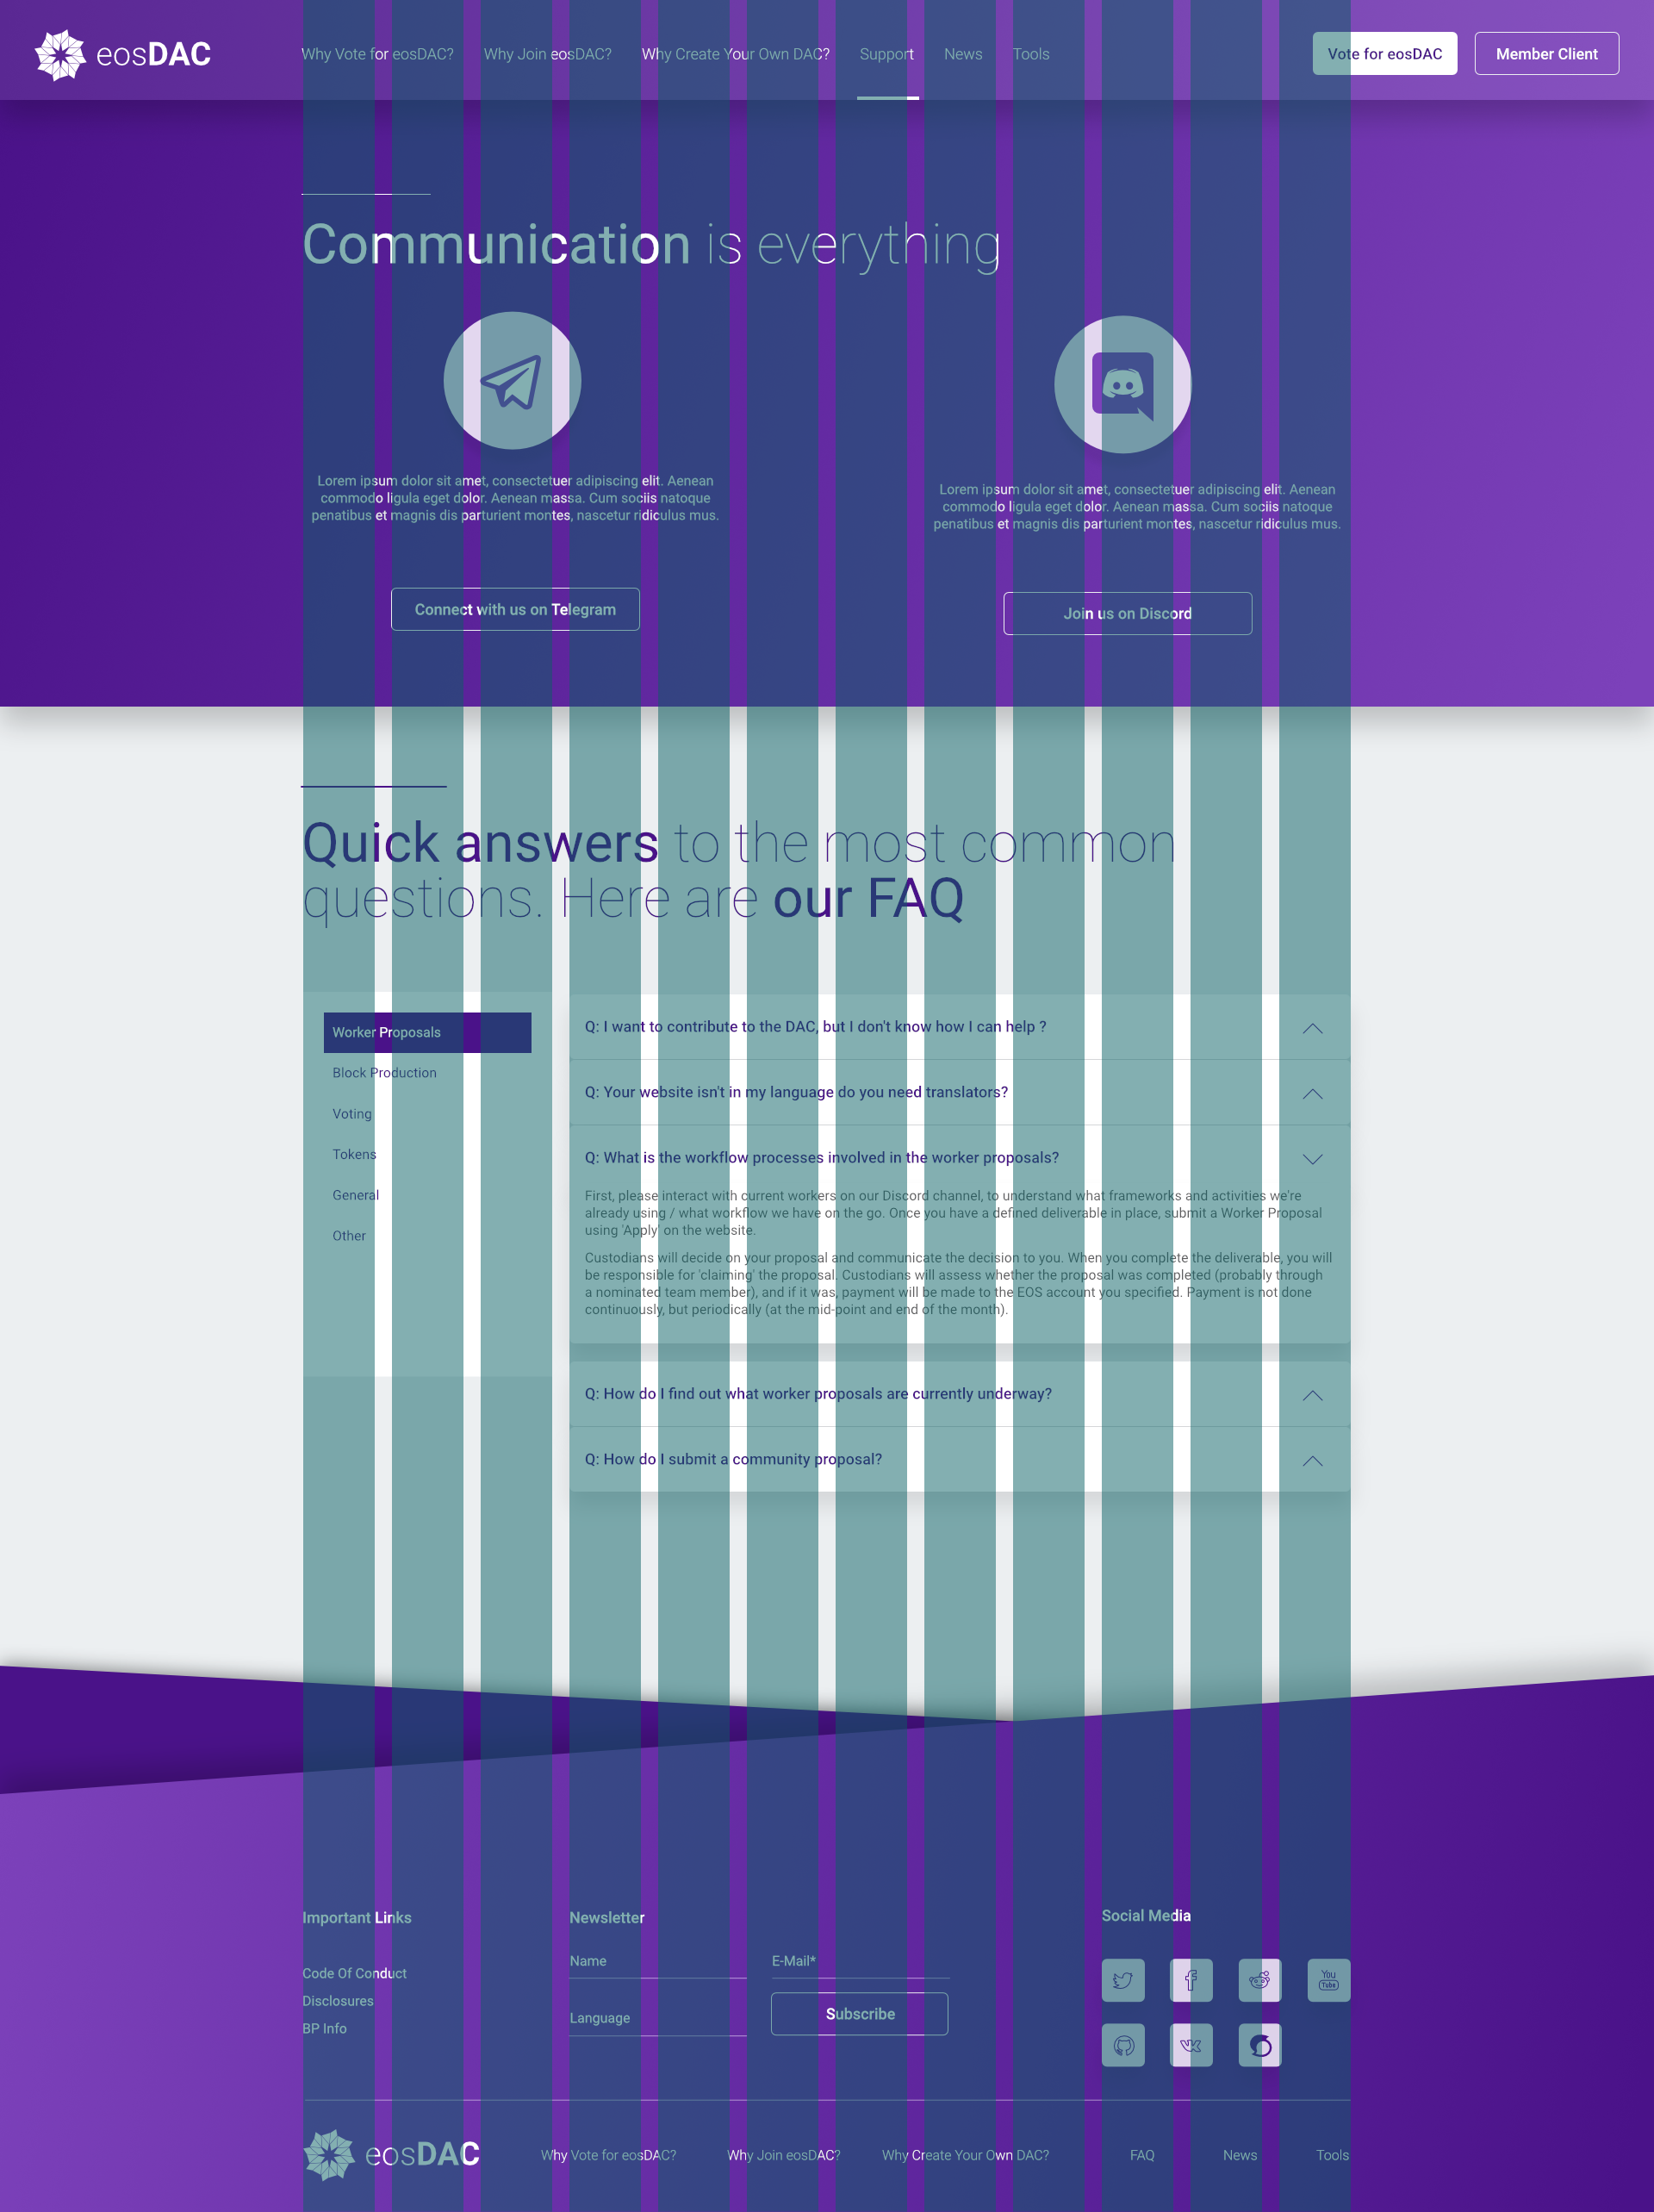 eosDAC
Why Vote for eosDAC?
Why Join eosDAC?
Why Create Your Own DAC?
Support
News
Tools
Vote for eosDAC
Member Client
Communication is everything
Lorem ipsum dolor sit amet, consectetuer adipiscing elit. Aenean
commodo ligula eget dolor. Aenean massa. Cum sociis natoque
penatibus et magnis dis parturient montes, nascetur ridiculus mus.
Connect with us on Telegram
Lorem ipsum dolor sit amet, consectetuer adipiscing elit. Aenean
commodo ligula eget dolor. Aenean massa. Cum sociis natoque
penatibus et magnis dis parturient montes, nascetur ridiculus mus.
Join us on Discord
Quick answers to the most common
questions. Here are our FAQ
Worker Proposals
Block Production
Voting
Tokens
General
Other
Q: I want to contribute to the DAC, but I don't know how I can help ?
Q: Your website isn't in my language do you need translators?
Q: What is the workflow processes involved in the worker proposals?
First, please interact with current workers on our Discord channel, to understand what frameworks and activities we're
already using / what workflow we have on the go. Once you have a defined deliverable in place, submit a Worker Proposal
using 'Apply' on the website.
Custodians will decide on your proposal and communicate the decision to you. When you complete the deliverable, you will
be responsible for 'claiming' the proposal. Custodians will assess whether the proposal was completed (probably through
a nominated team member), and if it was, payment will be made to the EOS account you specified. Payment is not done
continuously, but periodically (at the mid-point and end of the month).
Q: How do I find out what worker proposals are currently underway?
Q: How do I submit a community proposal?
Important Links
Code Of Conduct
Disclosures
BP Info
Newsletter
Name
E-Mail*
Language
Subscribe
Social Media
You
Tube
eosDAC
Why Vote for eosDAC?
Why Join eosDAC?
Why Create Your Own DAC?
FAQ
News
Tools